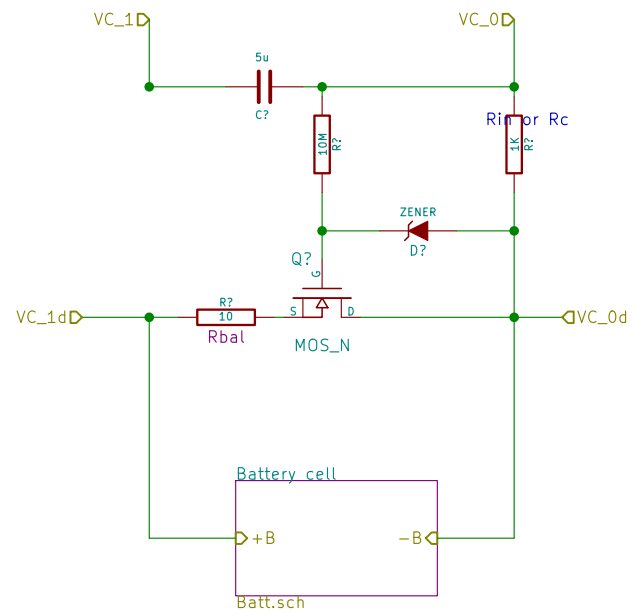 VC_1
VC_0
5u
C?
Rin or Rc
10M
R?
1K
R?
ZENER
D?
Q?
G
S
D
MOS_N
VC_1d
R?
10
Rbal
VC_0d
Battery cell
+B
-B
Batt.sch